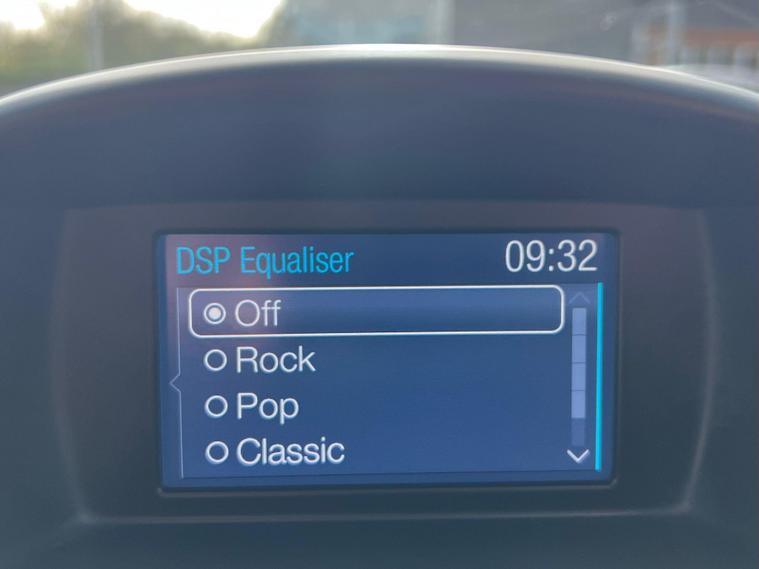 DSP Equaliser 09:32
Off
Rock
Pop
Classic